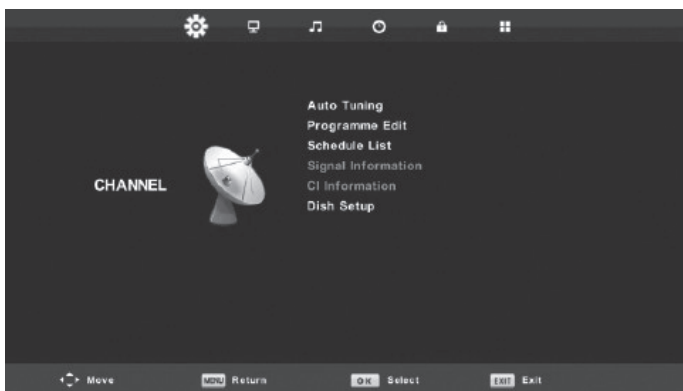 Auto Tuning
Programme Edit
Schedule List
Signal Information
CHANNEL
CI Information
Dish Setup
Move
MENU Return
OK Select
EXIT Exit